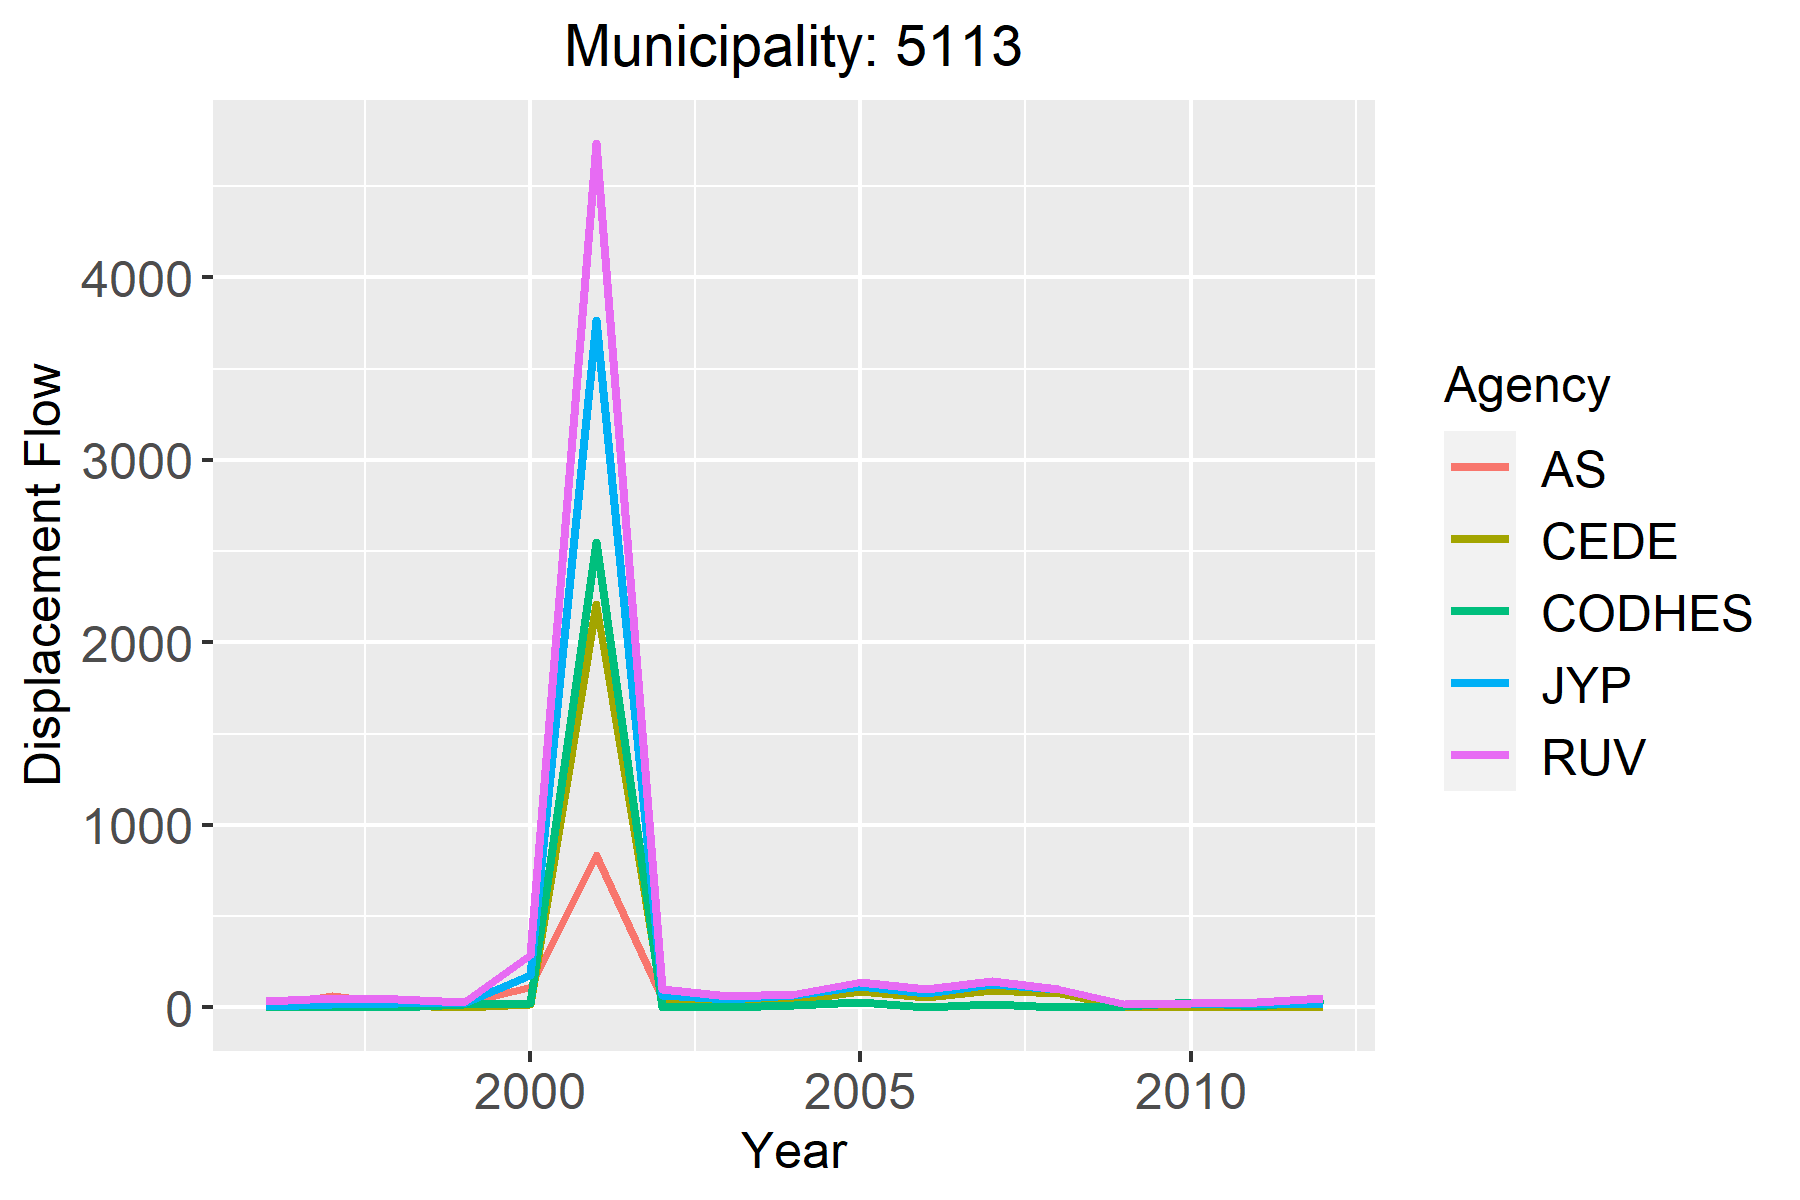 Municipality: 5113
Displacement Flow
4000
3000
2000
1000
0
2000 2005 2010
Year
Agency
AS
CEDE
CODHES
JYP
RUV